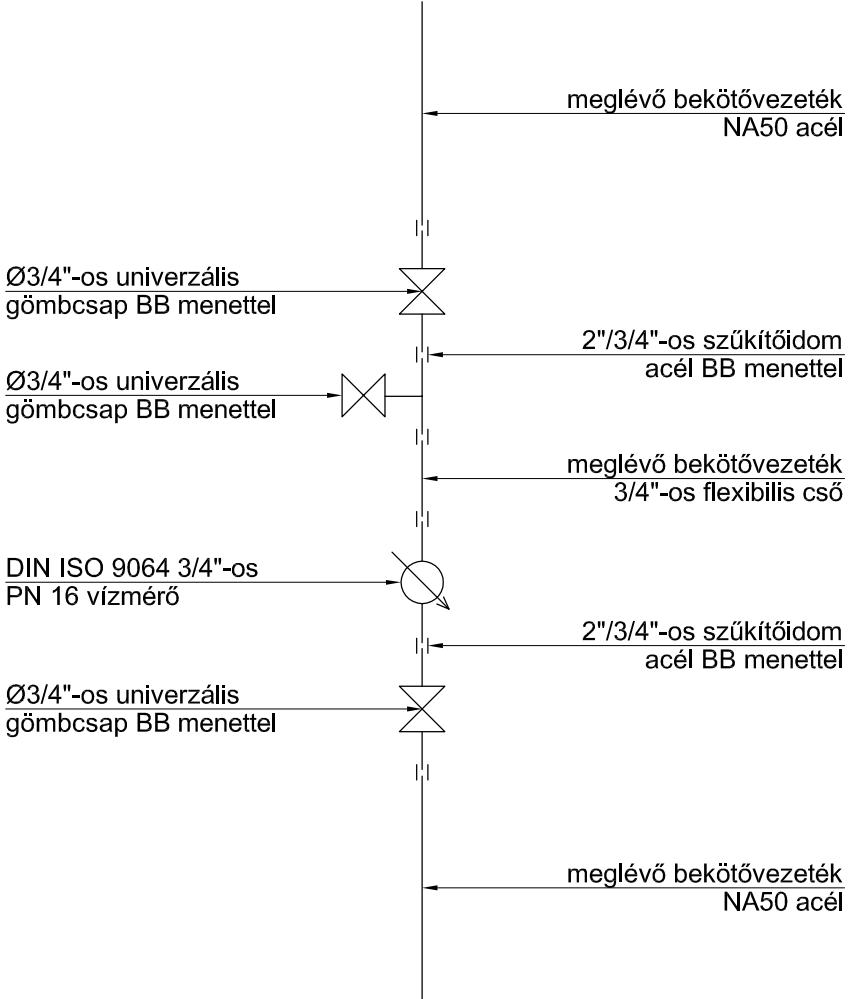 meglévő bekötővezeték
NA50 acél
Ø3/4"-os univerzális
gömbcsap BB menettel
2"/3/4"-os szűkítőidom
acél BB menettel
Ø3/4"-os univerzális
gömbcsap BB menettel
meglévő bekötővezeték
3/4"-os flexibilis cső
DIN ISO 9064 3/4"-os
PN 16 vízmérő
2"/3/4"-os szűkítőidom
acél BB menettel
Ø3/4"-os univerzális
gömbcsap BB menettel
meglévő bekötővezeték
NA50 acél